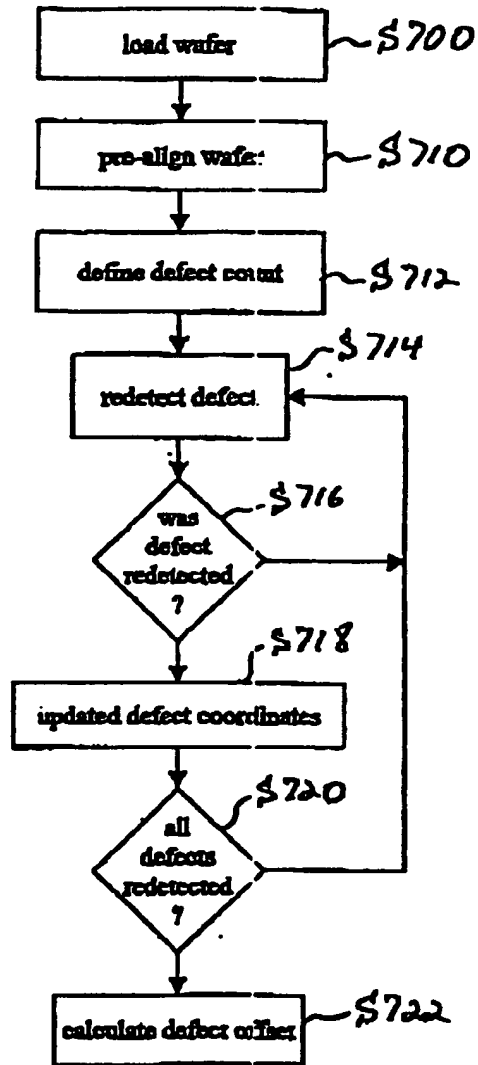 load wafer
S700
pre-align wafer
S710
define defect count
S712
S714
redetect defect
S716
was
defect
redetected
?
S718
updated defect coordinates
S720
all
defects
redetected
?
calculate defect offset
S722